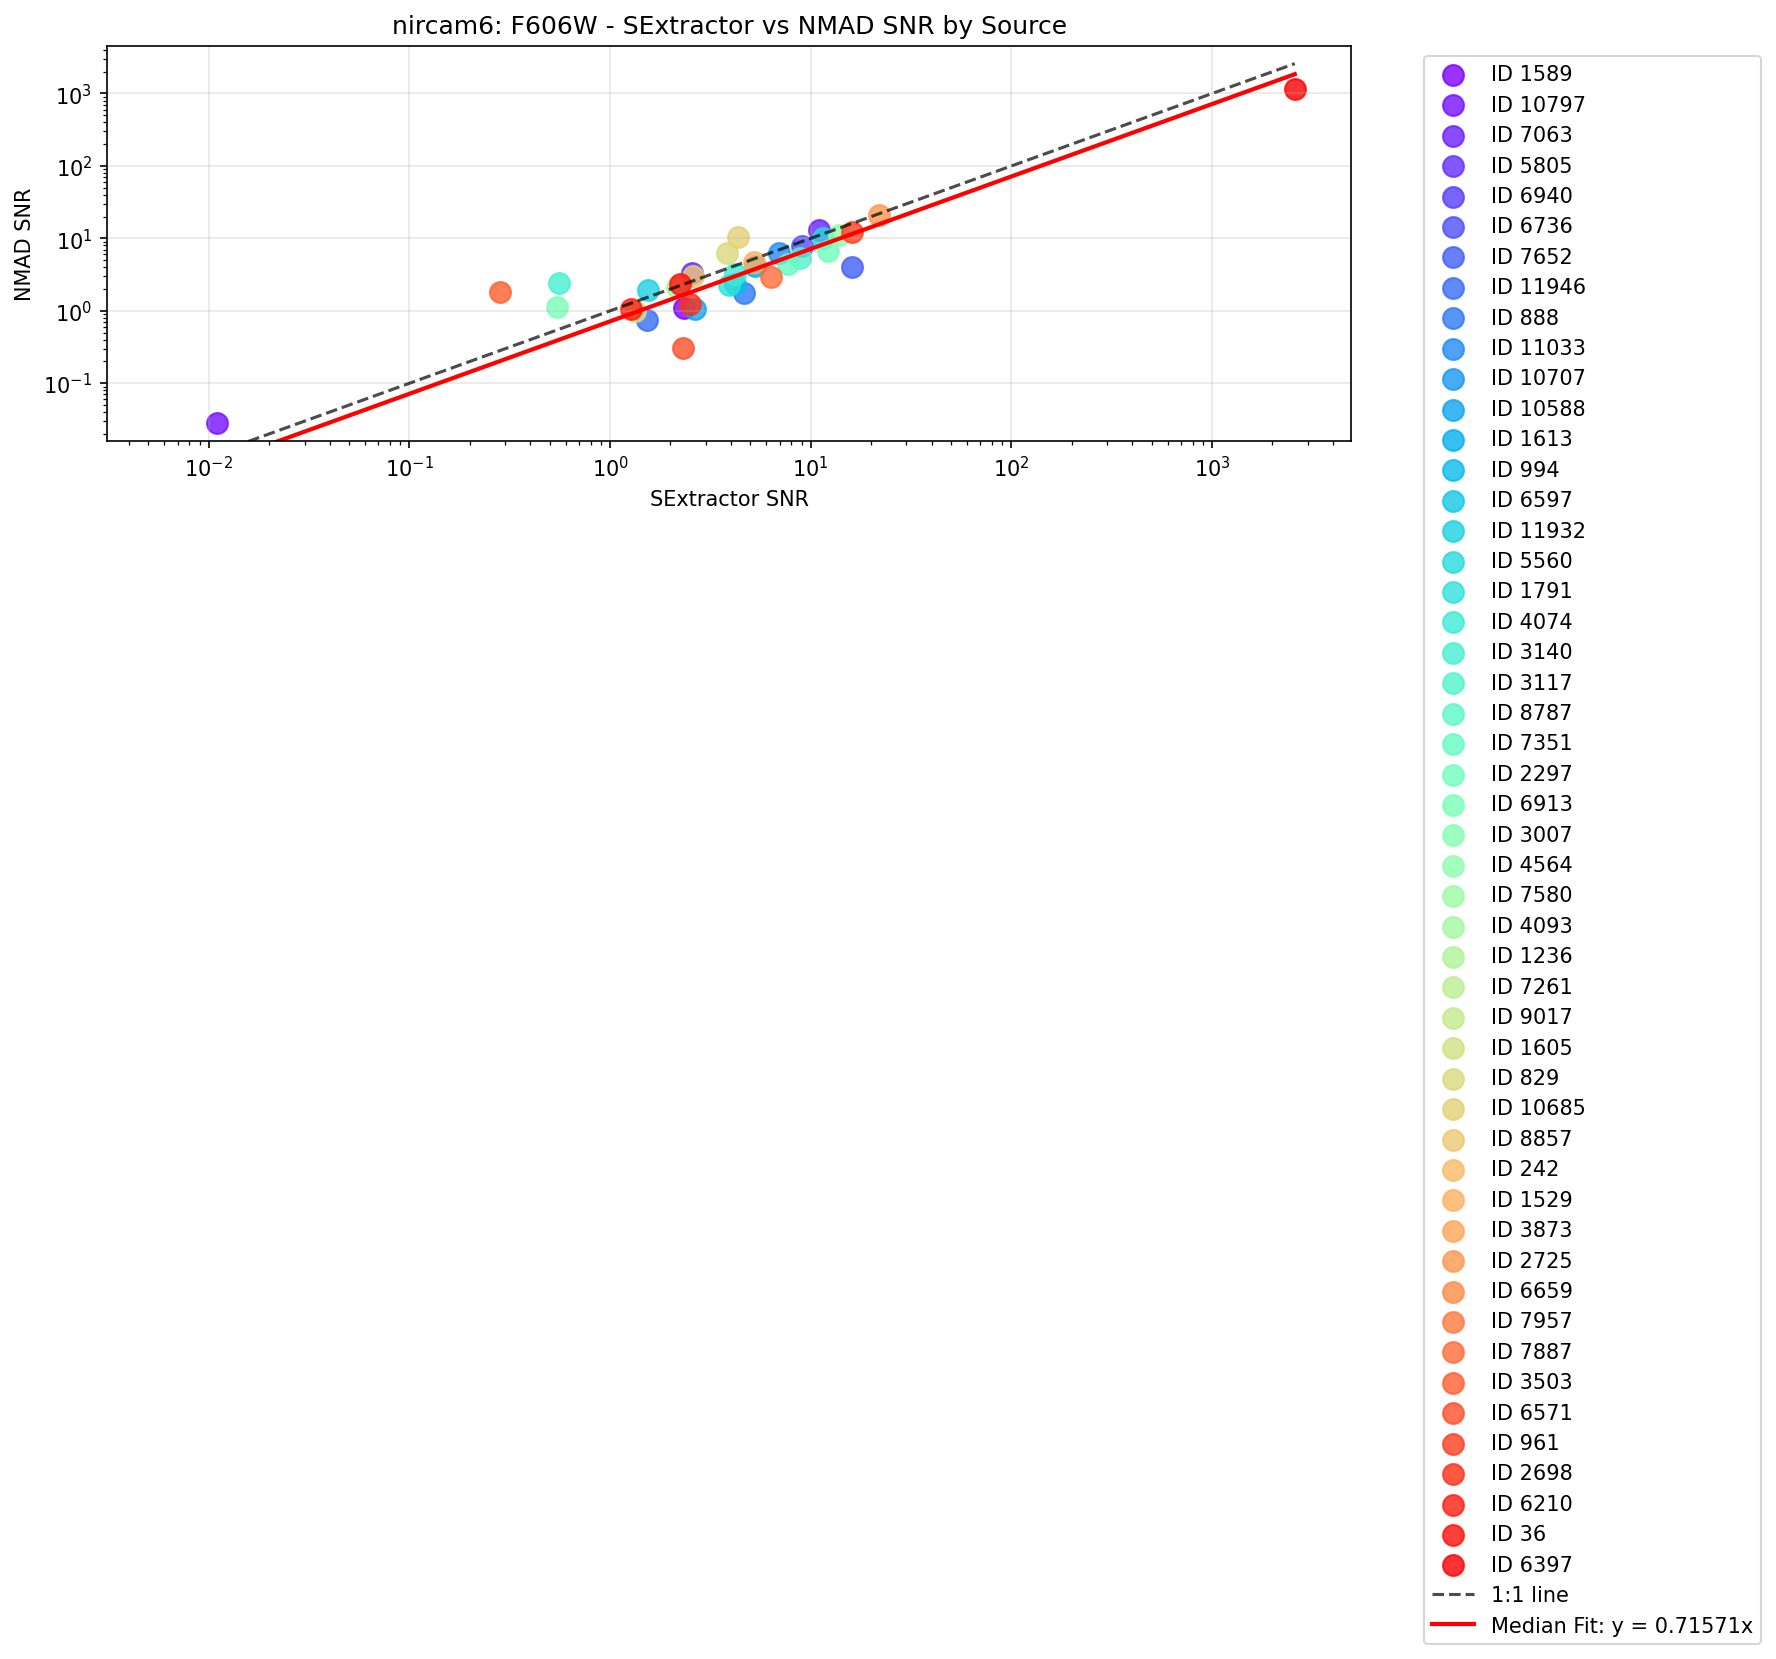 nircam6: F606W - SExtractor vs NMAD SNR by Source
NMAD SNR
10³
10²
10¹
10⁰
10⁻¹
10⁻² 10⁻¹ 10⁰ 10¹ 10² 10³
SExtractor SNR
ID 1589
ID 10797
ID 7063
ID 5805
ID 6940
ID 6736
ID 7652
ID 11946
ID 888
ID 11033
ID 10707
ID 10588
ID 1613
ID 994
ID 6597
ID 11932
ID 5560
ID 1791
ID 4074
ID 3140
ID 3117
ID 8787
ID 7351
ID 2297
ID 6913
ID 3007
ID 4564
ID 7580
ID 4093
ID 1236
ID 7261
ID 9017
ID 1605
ID 829
ID 10685
ID 8857
ID 242
ID 1529
ID 3873
ID 2725
ID 6659
ID 7957
ID 7887
ID 3503
ID 6571
ID 961
ID 2698
ID 6210
ID 36
ID 6397
1:1 line
Median Fit: y = 0.71571x